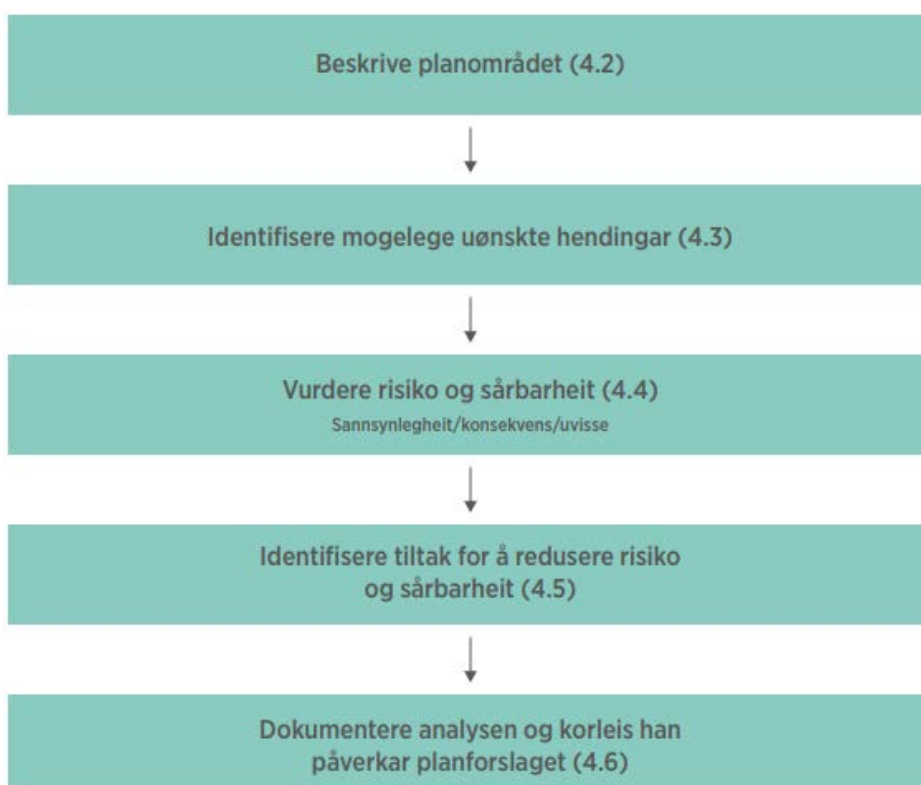 Beskrive planområdet (4.2)
Identifisere mogelege uønskte hendingar (4.3)
Vurdere risiko og sårbarheit (4.4)
Sannsynlegheit/konsekvens/uvisse
Identifisere tiltak for å redusere risiko
og sårbarheit (4.5)
Dokumentere analysen og korleis han
påverkar planforslaget (4.6)